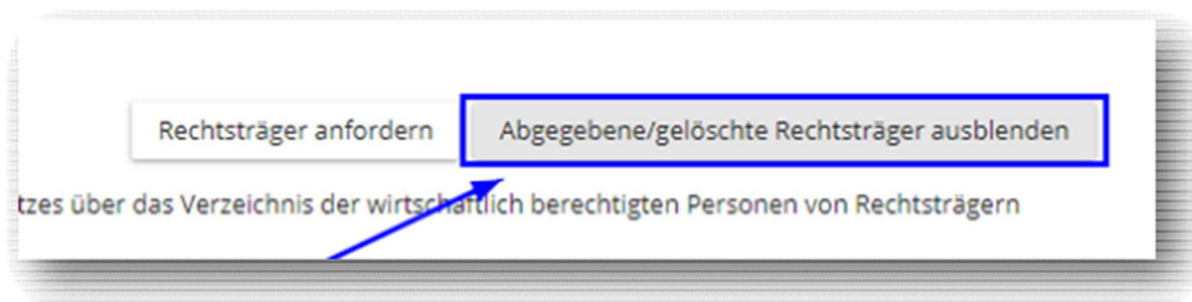 Rechtsträger anfordern Abgegebene/gelöschte Rechtsträger ausblenden
tzes über das Verzeichnis der wirtschaftlich berechtigten Personen von Rechtsträgern